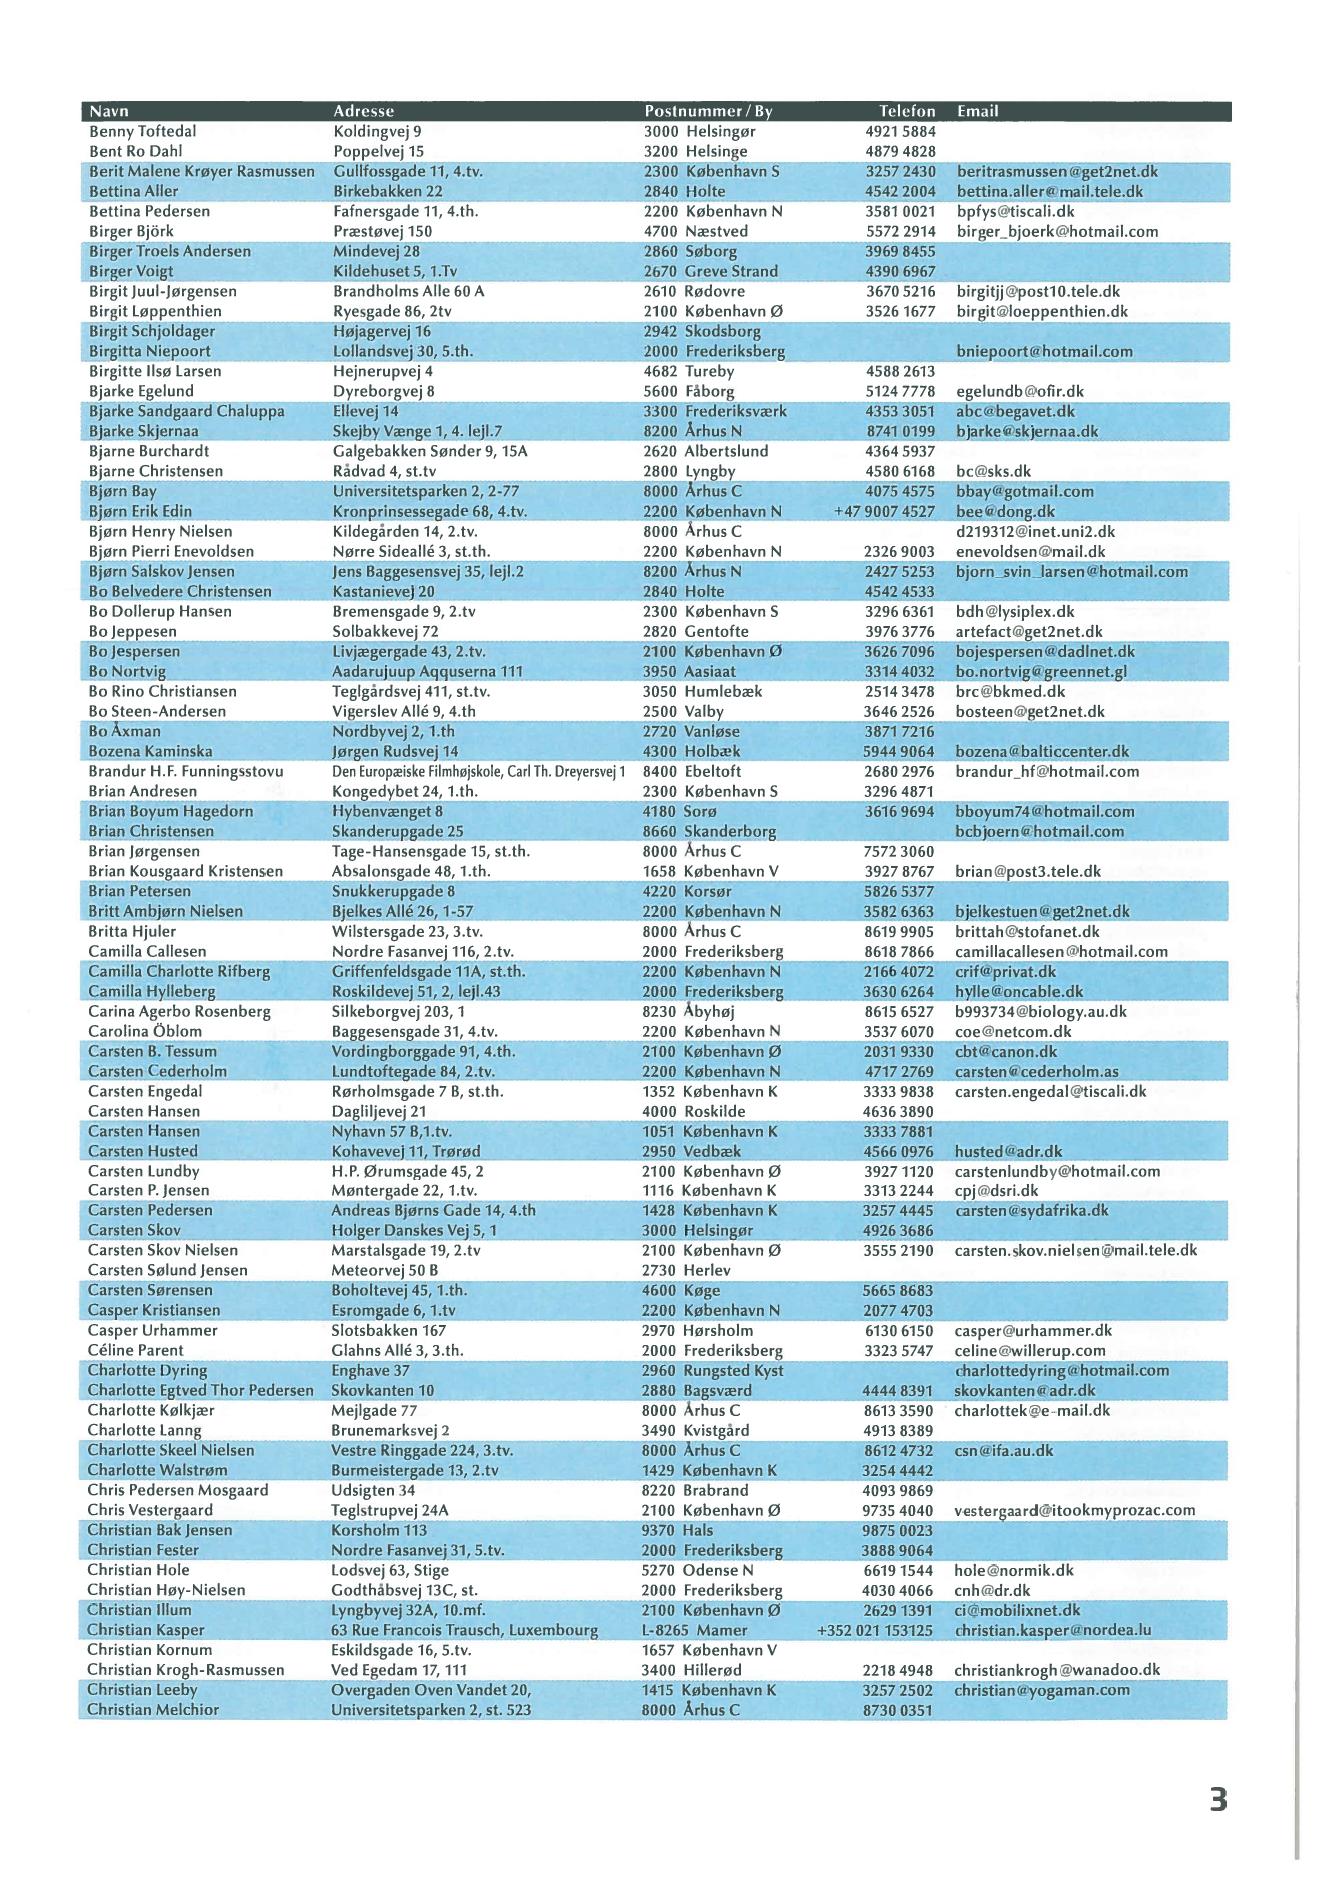 Navn Adresse Postnummer / By Telefon Email
Benny Toftedal Koldingvej 9 3000 Helsingør 4921 5884
Bent Ro Dahl Poppelvej 15 3200 Helsinge 4879 4828
Berit Malene Krøyer Rasmussen Gullfossgade 11, 4.tv. 2300 København S 3257 2430 beritrasmussen@get2net.dk
Bettina Aller Birkebakken 22 2840 Holte 4542 2004 bettina.aller@mail.tele.dk
Bettina Pedersen Fafnersgade 11, 4.th. 2200 København N 3581 0021 bpfys@tiscali.dk
Birger Björk Præstøvej 150 4700 Næstved 5572 2914 birger_bjoerk@hotmail.com
Birger Troels Andersen Mindevej 28 2860 Søborg 3969 8455
Birger Voigt Kildehuset 5, 1.Tv 2670 Greve Strand 4390 6967
Birgit Juul-Jørgensen Brandholms Alle 60 A 2610 Rødovre 3670 5216 birgitjj@post10.tele.dk
Birgit Løppenthien Ryesgade 86, 2tv 2100 København Ø 3526 1677 birgit@loeppenthien.dk
Birgit Schjoldager Højagervej 16 2942 Skodsborg
Birgitta Niepoort Lollandsvej 30, 5.th. 2000 Frederiksberg bniepoort@hotmail.com
Birgitte Ilsø Larsen Hejnerupvej 4 4682 Tureby 4588 2613
Bjarke Egelund Dyreborgvej 8 5600 Fåborg 5124 7778 egelundb@ofir.dk
Bjarke Sandgaard Chaluppa Ellevej 14 3300 Frederiksværk 4353 3051 abc@begavet.dk
Bjarke Skjernaa Skejby Vænge 1, 4. lejl.7 8200 Århus N 8741 0199 bjarke@skjernaa.dk
Bjarne Burchardt Galgebakken Sønder 9, 15A 2620 Albertslund 4364 5937
Bjarne Christensen Rådvad 4, st.tv 2800 Lyngby 4580 6168 bc@sks.dk
Bjørn Bay Universitetsparken 2, 2-77 8000 Århus C 4075 4575 bbay@gotmail.com
Bjørn Erik Edin Kronprinsessegade 68, 4.tv. 2200 København N +47 9007 4527 bee@dong.dk
Bjørn Henry Nielsen Kildegården 14, 2.tv. 8000 Århus C d219312@inet.uni2.dk
Bjørn Pierri Enevoldsen Nørre Sideallé 3, st.th. 2200 København N 2326 9003 enevoldsen@mail.dk
Bjørn Salskov Jensen Jens Baggesensvej 35, lejl.2 8200 Århus N 2427 5253 bjorn_svin_larsen@hotmail.com
Bo Belvedere Christensen Kastanievej 20 2840 Holte 4542 4533
Bo Dollerup Hansen Bremensgade 9, 2.tv 2300 København S 3296 6361 bdh@lysiplex.dk
Bo Jeppesen Solbakkevej 72 2820 Gentofte 3976 3776 artefact@get2net.dk
Bo Jespersen Livjægergade 43, 2.tv. 2100 København Ø 3626 7096 bojespersen@dadlnet.dk
Bo Nortvig Aadarujuup Aqquserna 111 3950 Aasiaat 3314 4032 bo.nortvig@greennet.gl
Bo Rino Christiansen Teglgårdsvej 411, st.tv. 3050 Humlebæk 2514 3478 brc@bkmed.dk
Bo Steen-Andersen Vigerslev Allé 9, 4.th 2500 Valby 3646 2526 bosteen@get2net.dk
Bo Åxman Nordbyvej 2, 1.th 2720 Vanløse 3871 7216
Bozena Kaminska Jørgen Rudsvej 14 4300 Holbæk 5944 9064 bozena@balticcenter.dk
Brandur H.F. Funningsstovu Den Europæiske Filmhøjskole, Carl Th. Dreyersvej 1 8400 Ebeltoft 2680 2976 brandur_hf@hotmail.com
Brian Andresen Kongedybet 24, 1.th. 2300 København S 3296 4871
Brian Boyum Hagedorn Hybenvænget 8 4180 Sorø 3616 9694 bboyum74@hotmail.com
Brian Christensen Skanderupgade 25 8660 Skanderborg bcbjoern@hotmail.com
Brian Jørgensen Tage-Hansensgade 15, st.th. 8000 Århus C 7572 3060
Brian Kousgaard Kristensen Absalonsgade 48, 1.th. 1658 København V 3927 8767 brian@post3.tele.dk
Brian Petersen Snukkerupgade 8 4220 Korsør 5826 5377
Britt Ambjørn Nielsen Bjelkes Allé 26, 1-57 2200 København N 3582 6363 bjelkestuen@get2net.dk
Britta Hjuler Wilstersgade 23, 3.tv. 8000 Århus C 8619 9905 brittah@stofanet.dk
Camilla Callesen Nordre Fasanvej 116, 2.tv. 2000 Frederiksberg 8618 7866 camillacallesen@hotmail.com
Camilla Charlotte Rifberg Griffenfeldsgade 11A, st.th. 2200 København N 2166 4072 crif@privat.dk
Camilla Hylleberg Roskildevej 51, 2, lejl.43 2000 Frederiksberg 3630 6264 hylle@oncable.dk
Carina Agerbo Rosenberg Silkeborgvej 203, 1 8230 Åbyhøj 8615 6527 b993734@biology.au.dk
Carolina Öblom Baggesensgade 31, 4.tv. 2200 København N 3537 6070 coe@netcom.dk
Carsten B. Tessum Vordingborggade 91, 4.th. 2100 København Ø 2031 9330 cbt@canon.dk
Carsten Cederholm Lundtoftegade 84, 2.tv. 2200 København N 4717 2769 carsten@cederholm.as
Carsten Engedal Rørholmsgade 7 B, st.th. 1352 København K 3333 9838 carsten.engedal@tiscali.dk
Carsten Hansen Dagliljevej 21 4000 Roskilde 4636 3890
Carsten Hansen Nyhavn 57 B,1.tv. 1051 København K 3333 7881
Carsten Husted Kohavevej 11, Trørød 2950 Vedbæk 4566 0976 husted@adr.dk
Carsten Lundby H.P. Ørumsgade 45, 2 2100 København Ø 3927 1120 carstenlundby@hotmail.com
Carsten P. Jensen Møntergade 22, 1.tv. 1116 København K 3313 2244 cpj@dsri.dk
Carsten Pedersen Andreas Bjørns Gade 14, 4.th 1428 København K 3257 4445 carsten@sydafrika.dk
Carsten Skov Holger Danskes Vej 5, 1 3000 Helsingør 4926 3686
Carsten Skov Nielsen Marstalsgade 19, 2.tv 2100 København Ø 3555 2190 carsten.skov.nielsen@mail.tele.dk
Carsten Sølund Jensen Meteorvej 50 B 2730 Herlev
Carsten Sørensen Boholtevej 45, 1.th. 4600 Køge 5665 8683
Casper Kristiansen Esromgade 6, 1.tv 2200 København N 2077 4703
Casper Urhammer Slotsbakken 167 2970 Hørsholm 6130 6150 casper@urhammer.dk
Céline Parent Glahns Allé 3, 3.th. 2000 Frederiksberg 3323 5747 celine@willerup.com
Charlotte Dyring Enghave 37 2960 Rungsted Kyst charlottedyring@hotmail.com
Charlotte Egtved Thor Pedersen Skovkanten 10 2880 Bagsværd 4444 8391 skovkanten@adr.dk
Charlotte Kølkjær Mejlgade 77 8000 Århus C 8613 3590 charlottek@e-mail.dk
Charlotte Lanng Brunemarksvej 2 3490 Kvistgård 4913 8389
Charlotte Skeel Nielsen Vestre Ringgade 224, 3.tv. 8000 Århus C 8612 4732 csn@ifa.au.dk
Charlotte Walstrøm Burmeistergade 13, 2.tv 1429 København K 3254 4442
Chris Pedersen Mosgaard Udsigten 34 8220 Brabrand 4093 9869
Chris Vestergaard Teglstrupvej 24A 2100 København Ø 9735 4040 vestergaard@itookmyprozac.com
Christian Bak Jensen Korsholm 113 9370 Hals 9875 0023
Christian Fester Nordre Fasanvej 31, 5.tv. 2000 Frederiksberg 3888 9064
Christian Hole Lodsvej 63, Stige 5270 Odense N 6619 1544 hole@normik.dk
Christian Høy-Nielsen Godthåbsvej 13C, st. 2000 Frederiksberg 4030 4066 cnh@dr.dk
Christian Illum Lyngbyvej 32A, 10.mf. 2100 København Ø 2629 1391 ci@mobilixnet.dk
Christian Kasper 63 Rue Francois Trausch, Luxembourg L-8265 Mamer +352 021 153125 christian.kasper@nordea.lu
Christian Kornum Eskildsgade 16, 5.tv. 1657 København V
Christian Krogh-Rasmussen Ved Egedam 17, 111 3400 Hillerød 2218 4948 christiankrogh@wanadoo.dk
Christian Leeby Overgaden Oven Vandet 20, 1415 København K 3257 2502 christian@yogaman.com
Christian Melchior Universitetsparken 2, st. 523 8000 Århus C 8730 0351
3